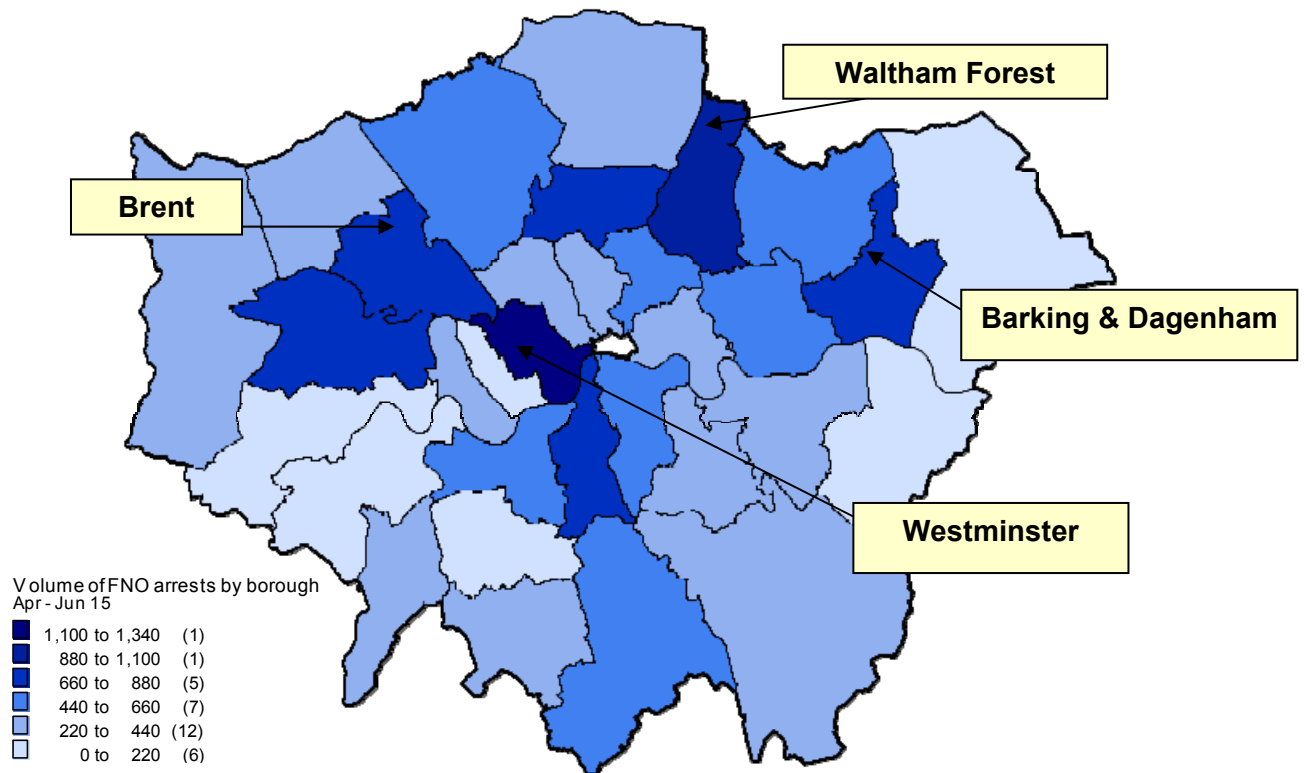 Waltham Forest
Brent
Barking & Dagenham
Westminster
Volume of FNO arrests by borough
Apr - Jun 15
1,100 to 1,340 (1)
880 to 1,100 (1)
660 to 880 (5)
440 to 660 (7)
220 to 440 (12)
0 to 220 (6)